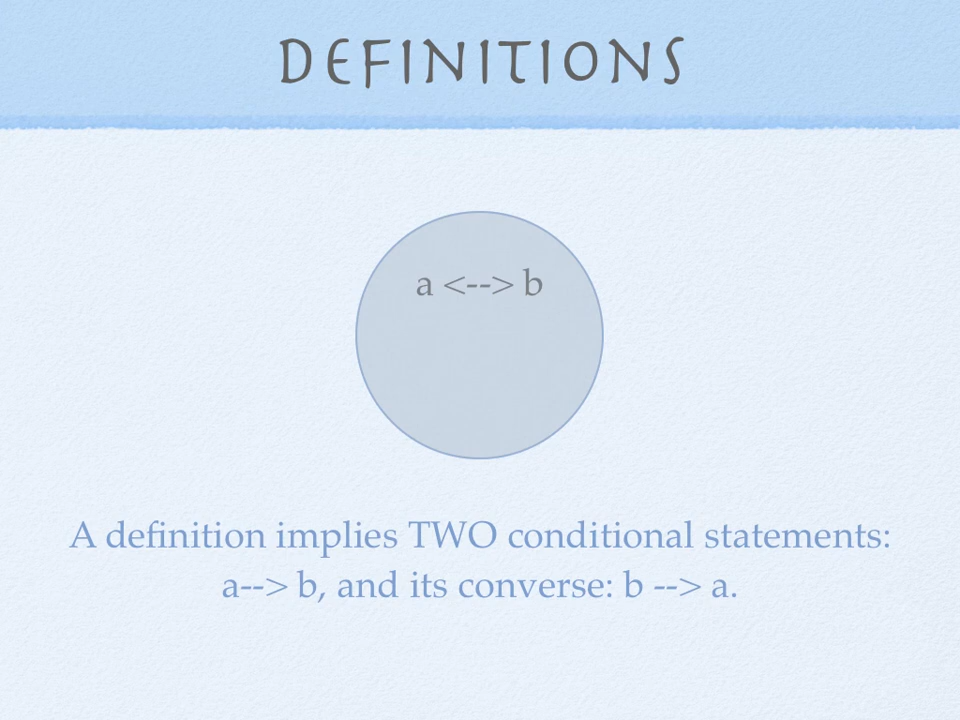 DEFINITIONS
a <--> b
A definition implies TWO conditional statements:
a--> b, and its converse: b --> a.